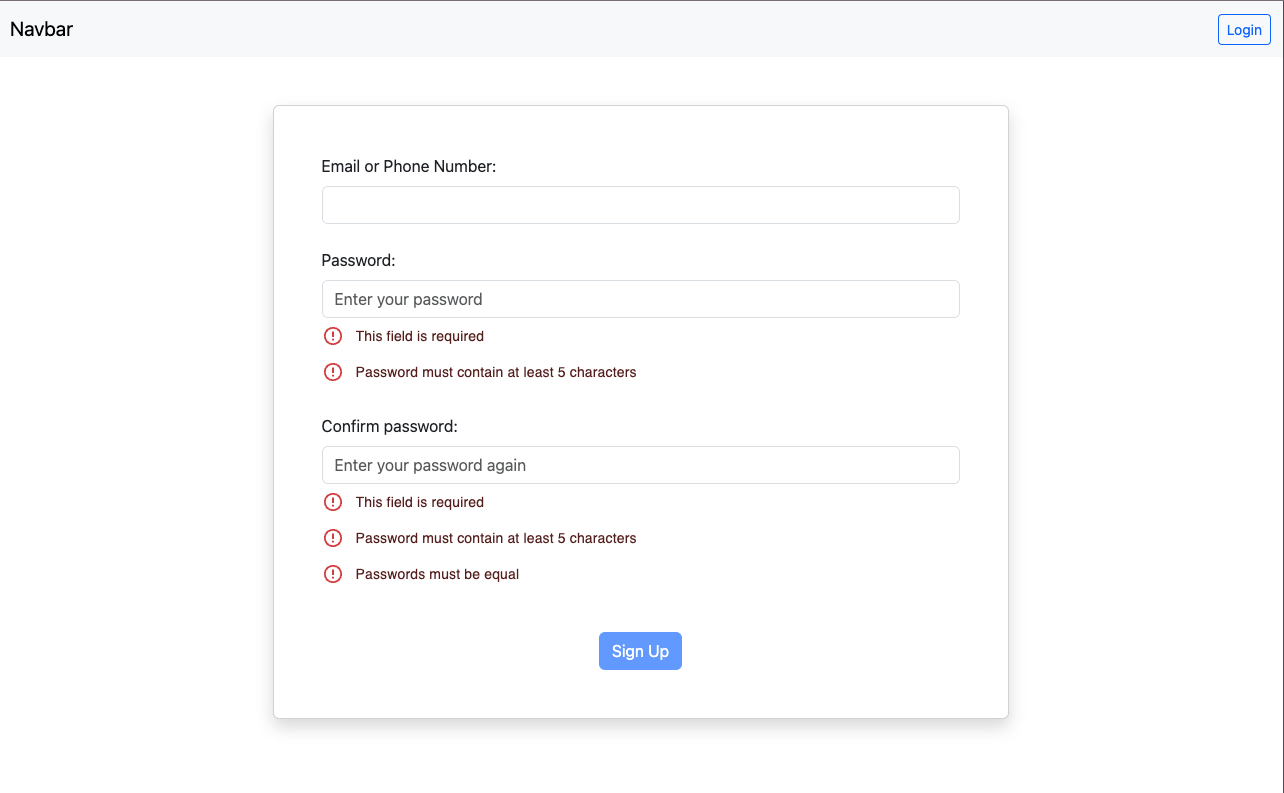 Navbar
Login
Email or Phone Number:
Password:
Enter your password
This field is required
Password must contain at least 5 characters
Confirm password:
Enter your password again
This field is required
Password must contain at least 5 characters
Passwords must be equal
Sign Up